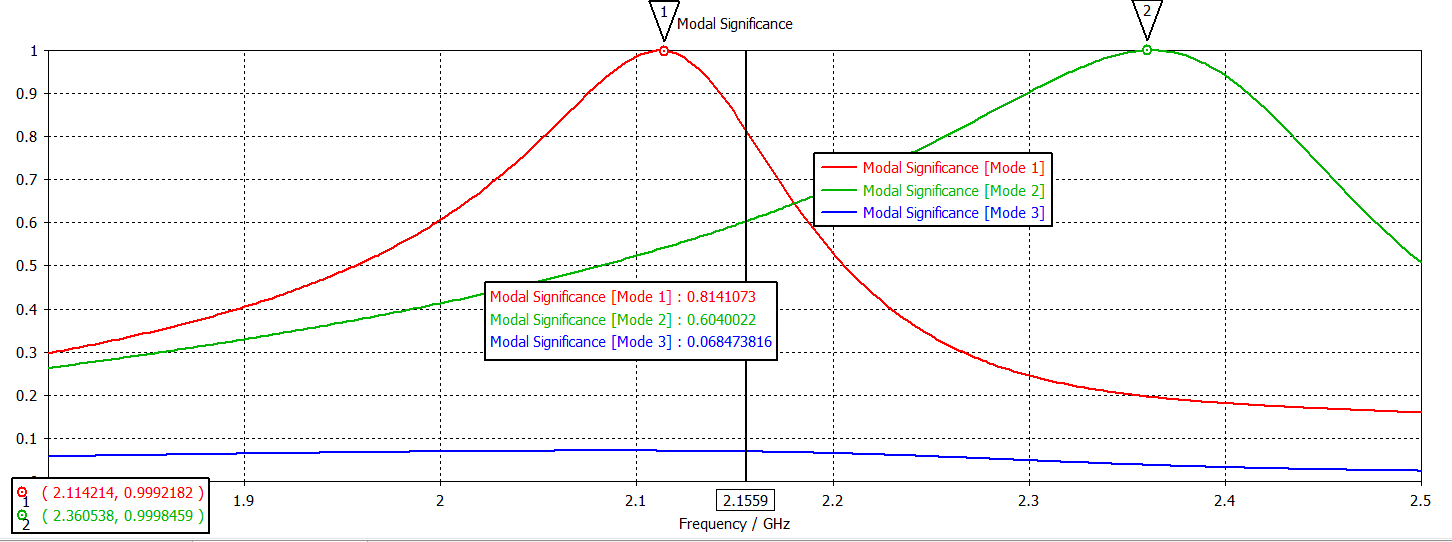 1
2
Modal Significance
1
0.9
0.8
0.7
0.6
0.5
0.4
0.3
0.2
0.1
Modal Significance [Mode 1]
Modal Significance [Mode 2]
Modal Significance [Mode 3]
Modal Significance [Mode 1] : 0.8141073
Modal Significance [Mode 2] : 0.6040022
Modal Significance [Mode 3] : 0.068473816
1 ( 2.114214, 0.9992182 )
2 ( 2.360538, 0.9998459 )
1.9 2 2.1 2.1559 2.2 2.3 2.4 2.5
Frequency / GHz